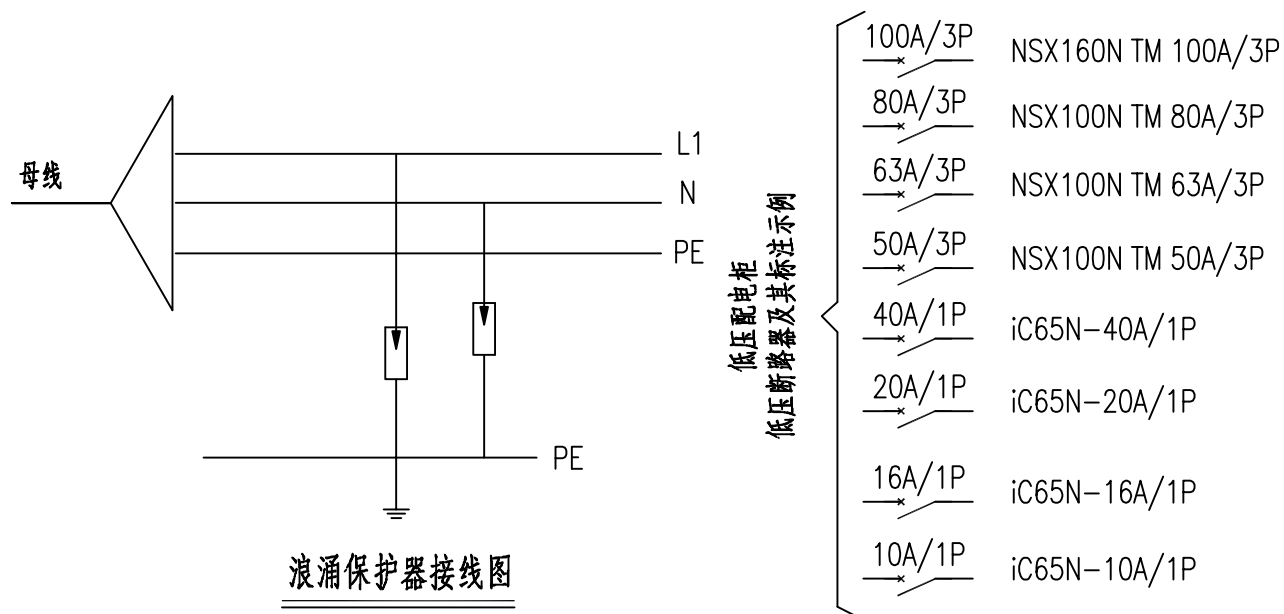 母线
L1
N
PE
PE
浪涌保护器接线图
低压配电柜
低压断路器及其标注示例
100A/3P NSX160N TM 100A/3P
80A/3P NSX100N TM 80A/3P
63A/3P NSX100N TM 63A/3P
50A/3P NSX100N TM 50A/3P
40A/1P iC65N-40A/1P
20A/1P iC65N-20A/1P
16A/1P iC65N-16A/1P
10A/1P iC65N-10A/1P